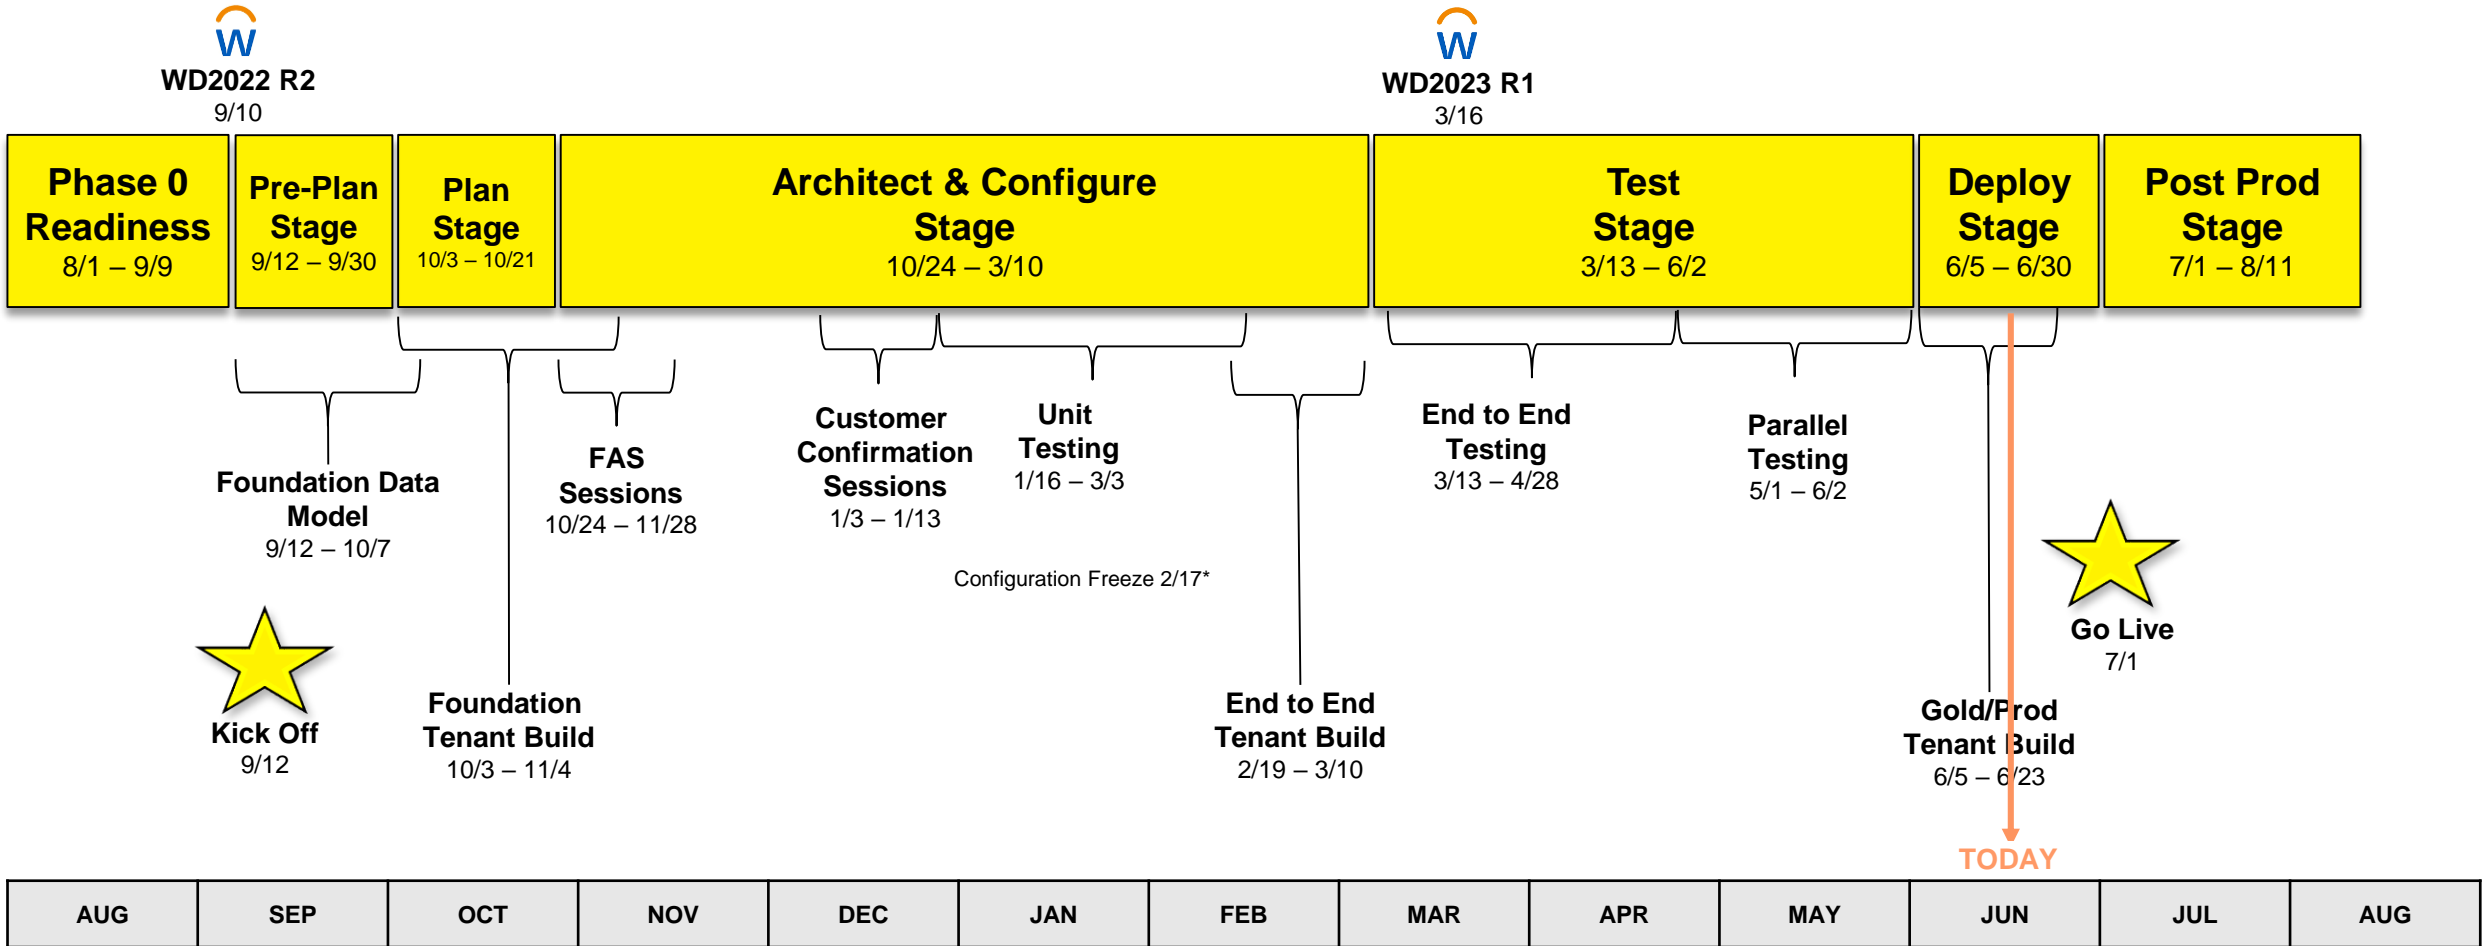 W
WD2022 R2
9/10
W
WD2023 R1
3/16
Phase 0
Readiness
8/1 – 9/9
Pre-Plan
Stage
9/12 – 9/30
Plan
Stage
10/3 – 10/21
Architect & Configure
Stage
10/24 – 3/10
Test
Stage
3/13 – 6/2
Deploy
Stage
6/5 – 6/30
Post Prod
Stage
7/1 – 8/11
Foundation Data
Model
9/12 – 10/7
FAS
Sessions
10/24 – 11/28
Customer
Confirmation
Sessions
1/3 – 1/13
Unit
Testing
1/16 – 3/3
Configuration Freeze 2/17*
End to End
Testing
3/13 – 4/28
Parallel
Testing
5/1 – 6/2
Go Live
7/1
Kick Off
9/12
Foundation
Tenant Build
10/3 – 11/4
End to End
Tenant Build
2/19 – 3/10
Gold/Prod
Tenant Build
6/5 – 6/23
TODAY
AUG SEP OCT NOV DEC JAN FEB MAR APR MAY JUN JUL AUG